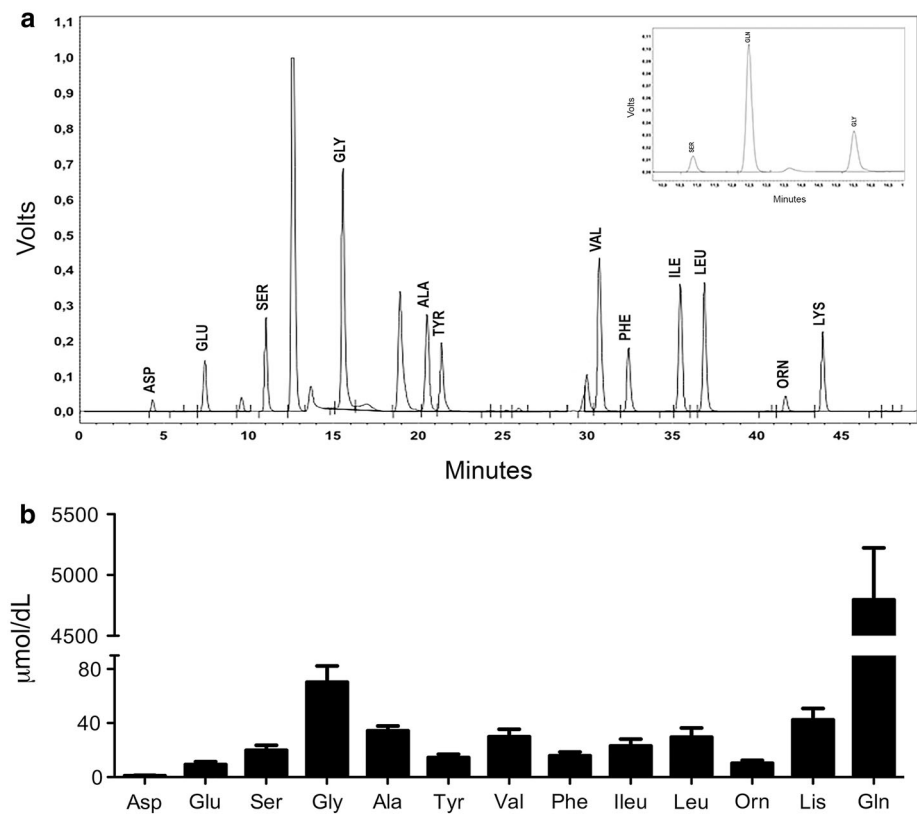 a
1,1
1,0
0,9
0,8
0,7
0,6
0,5
0,4
0,3
0,2
0,1
0,0
Volts
ASP
GLU
SER
GLY
ALA
TYR
VAL
PHE
ILE
LEU
ORN
LYS
0 5 10 15 20 25 30 35 40 45
Minutes
Volts
SER
GLN
GLY
Minutes
b
5500
5000
4500
80
40
0
µmol/dL
Asp Glu Ser Gly Ala Tyr Val Phe Ileu Leu Orn Lis Gln